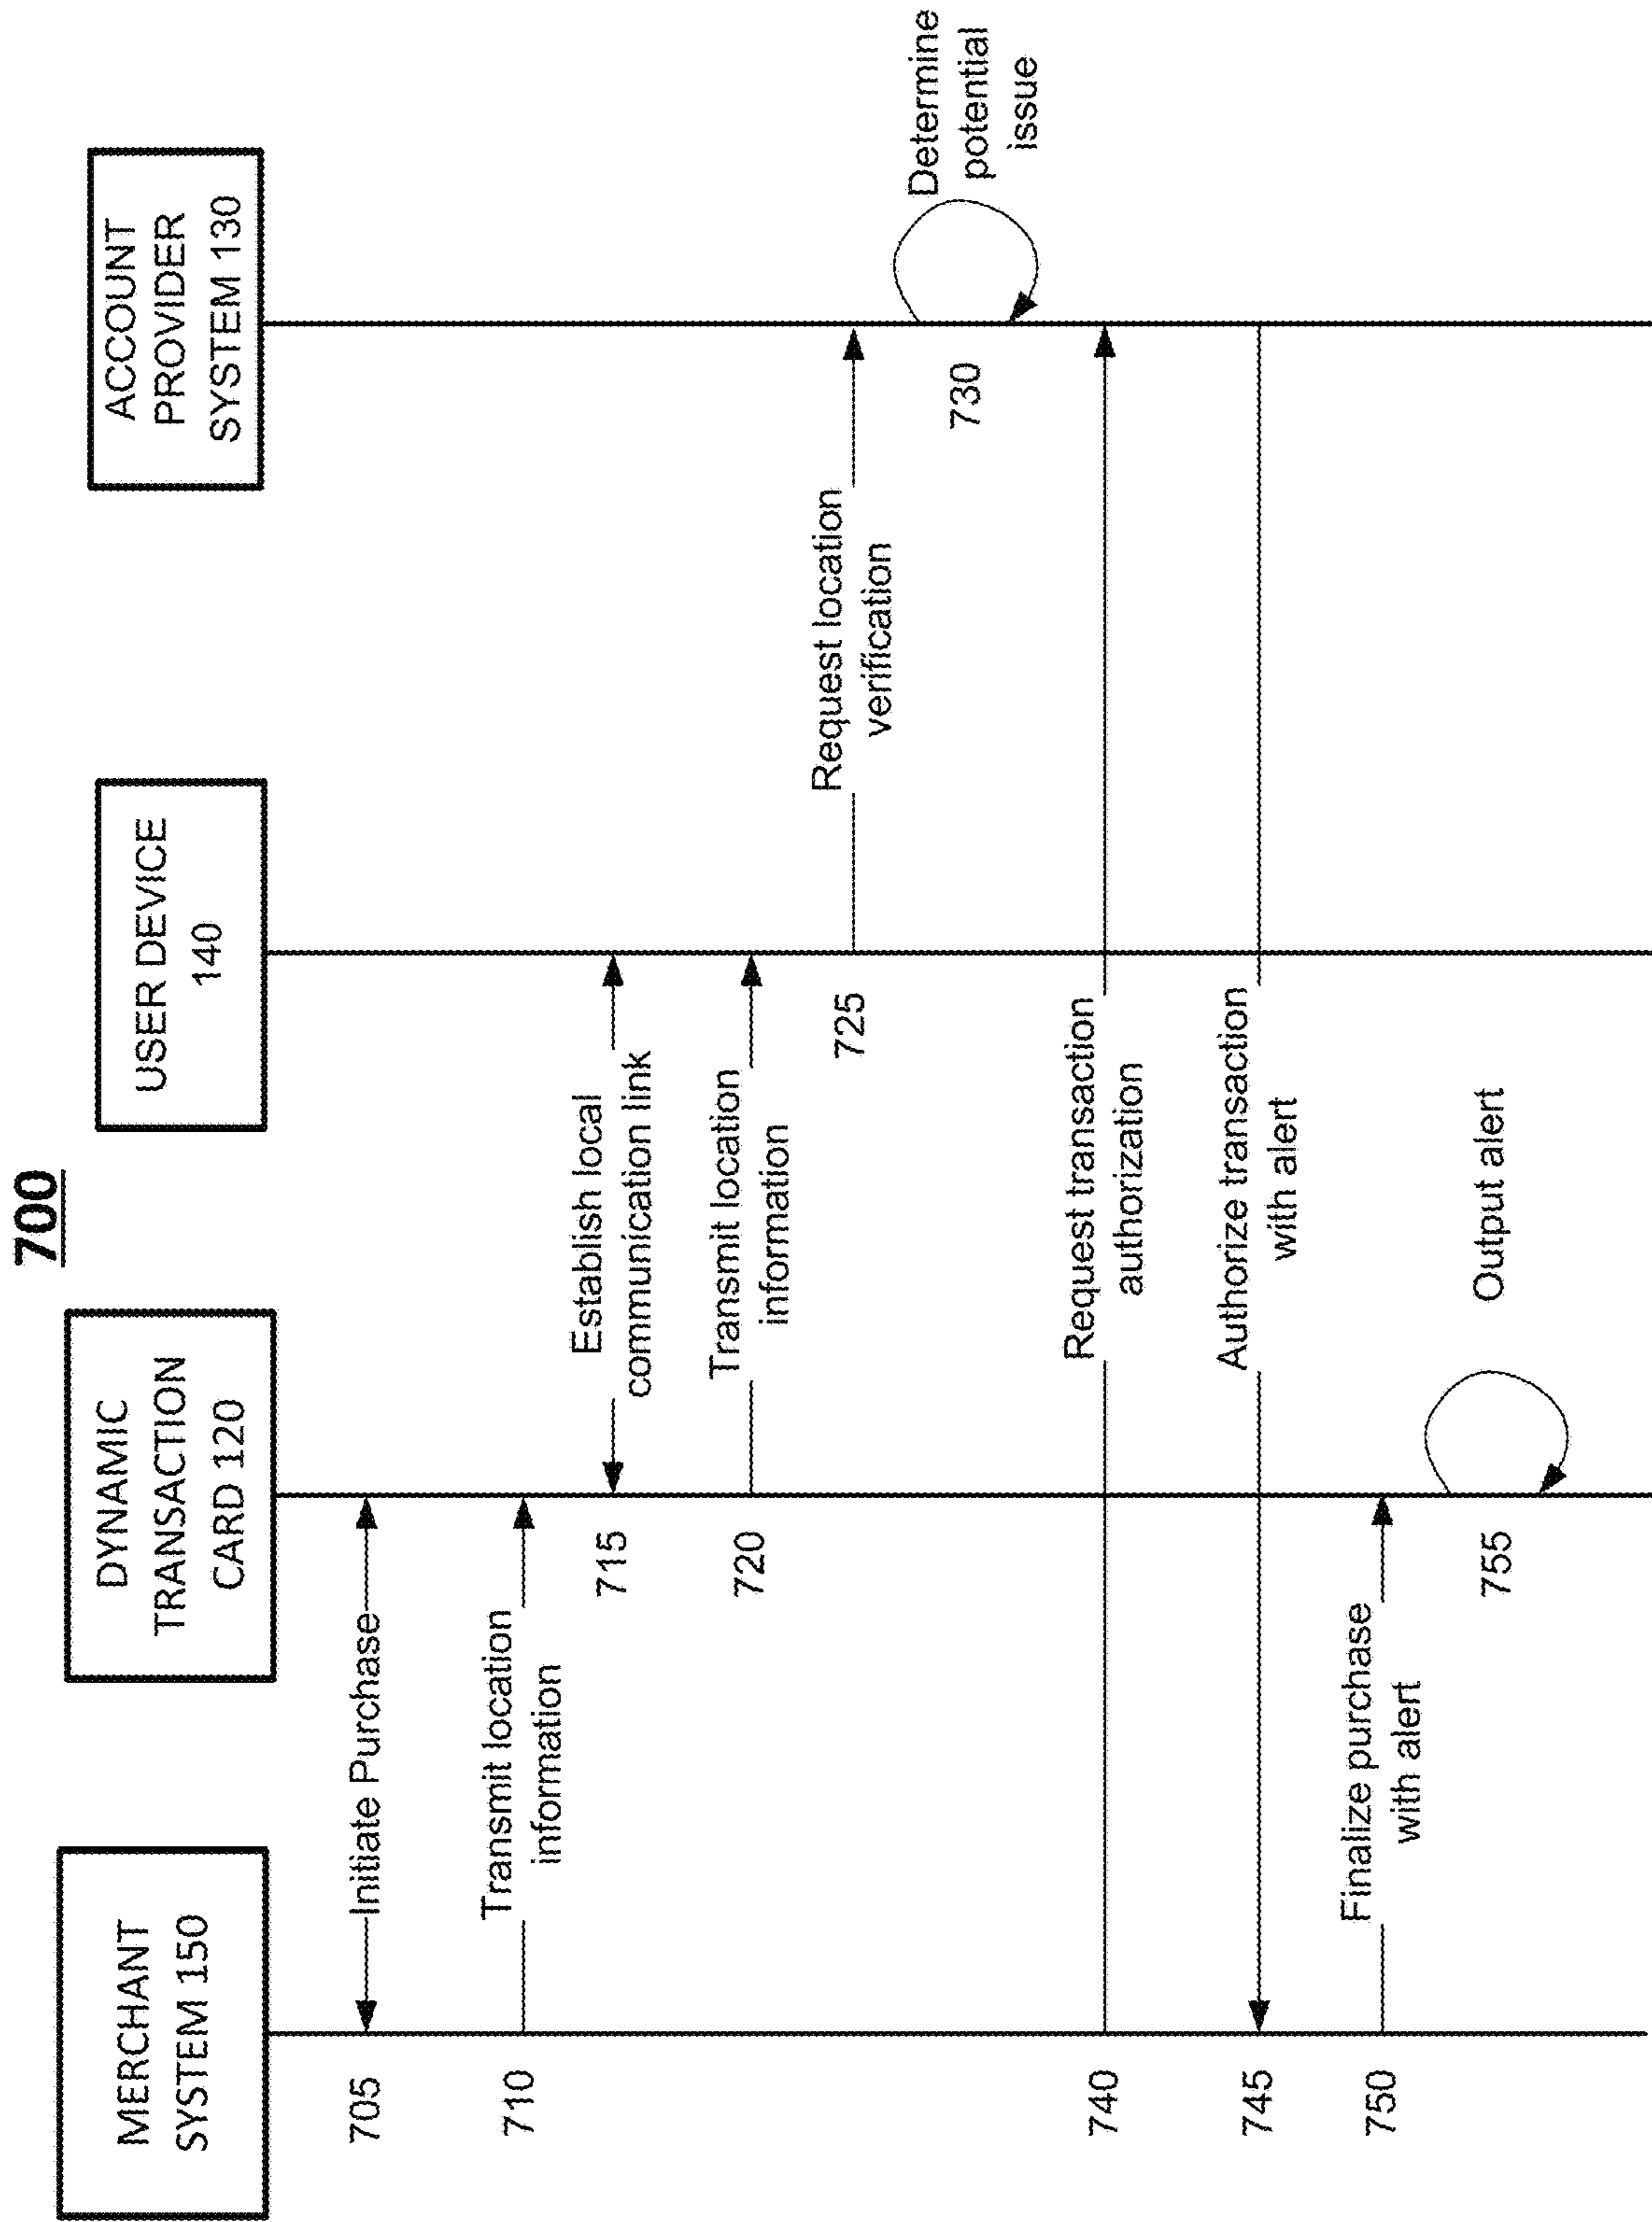 700
MERCHANT
SYSTEM 150
DYNAMIC
TRANSACTION
CARD 120
USER DEVICE
140
ACCOUNT
PROVIDER
SYSTEM 130
705
Initiate Purchase
710
Transmit location
information
715
Establish local
communication link
720
Transmit location
information
725
Request location
verification
730
Determine
potential
issue
740
Request transaction
authorization
745
Authorize transaction
with alert
750
Finalize purchase
with alert
755
Output alert